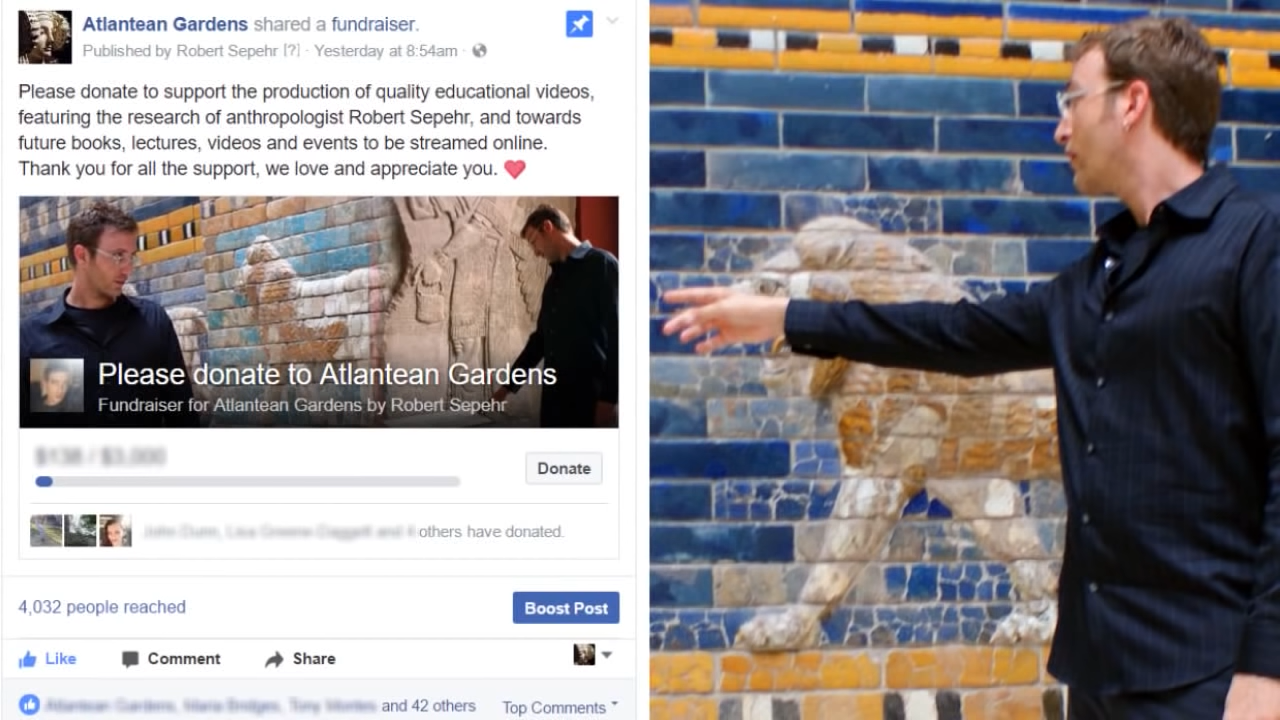 Atlantean Gardens shared a fundraiser.
Published by Robert Sepehr [?] · Yesterday at 8:54am ·
Please donate to support the production of quality educational videos,
featuring the research of anthropologist Robert Sepehr, and towards
future books, lectures, videos and events to be streamed online.
Thank you for all the support, we love and appreciate you. ❤
Please donate to Atlantean Gardens
Fundraiser for Atlantean Gardens by Robert Sepehr
Donate
others have donated.
4,032 people reached
Boost Post
Like Comment Share
and 42 others Top Comments